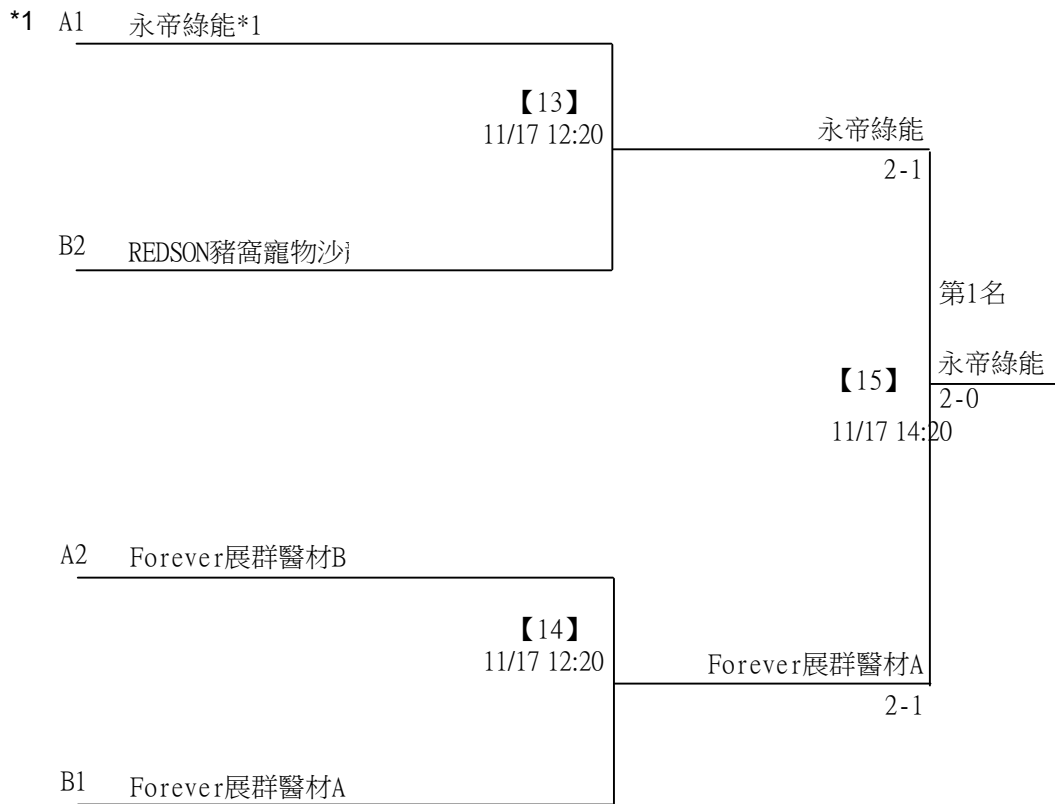 *1 A1 永帝綠能*1
【13】
11/17 12:20
永帝綠能
2-1
B2 REDSON豬窩寵物沙
第1名
【15】
永帝綠能
2-0
11/17 14:20
A2 Forever展群醫材B
【14】
11/17 12:20
Forever展群醫材A
2-1
B1 Forever展群醫材A